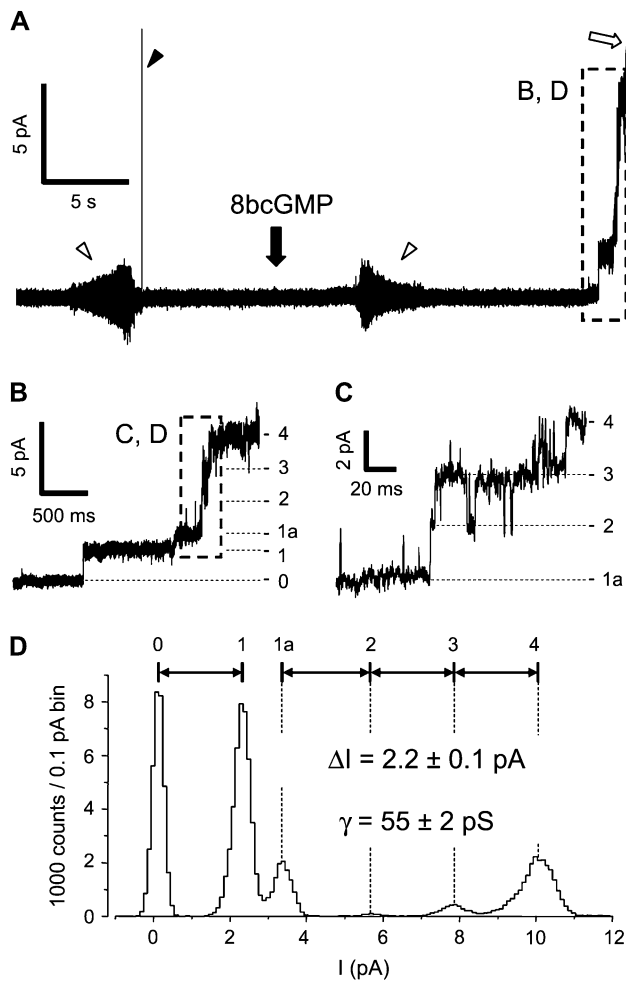 A
B, D
5 pA
5 s
8bcGMP
B
C, D
5 pA
500 ms
4
3
2
1a
1
0
C
2 pA
20 ms
4
3
2
1a
D
0 1 1a 2 3 4
ΔI = 2.2 ± 0.1 pA
γ = 55 ± 2 pS
1000 counts / 0.1 pA bin
8
6
4
2
0
0 2 4 6 8 10 12
I (pA)